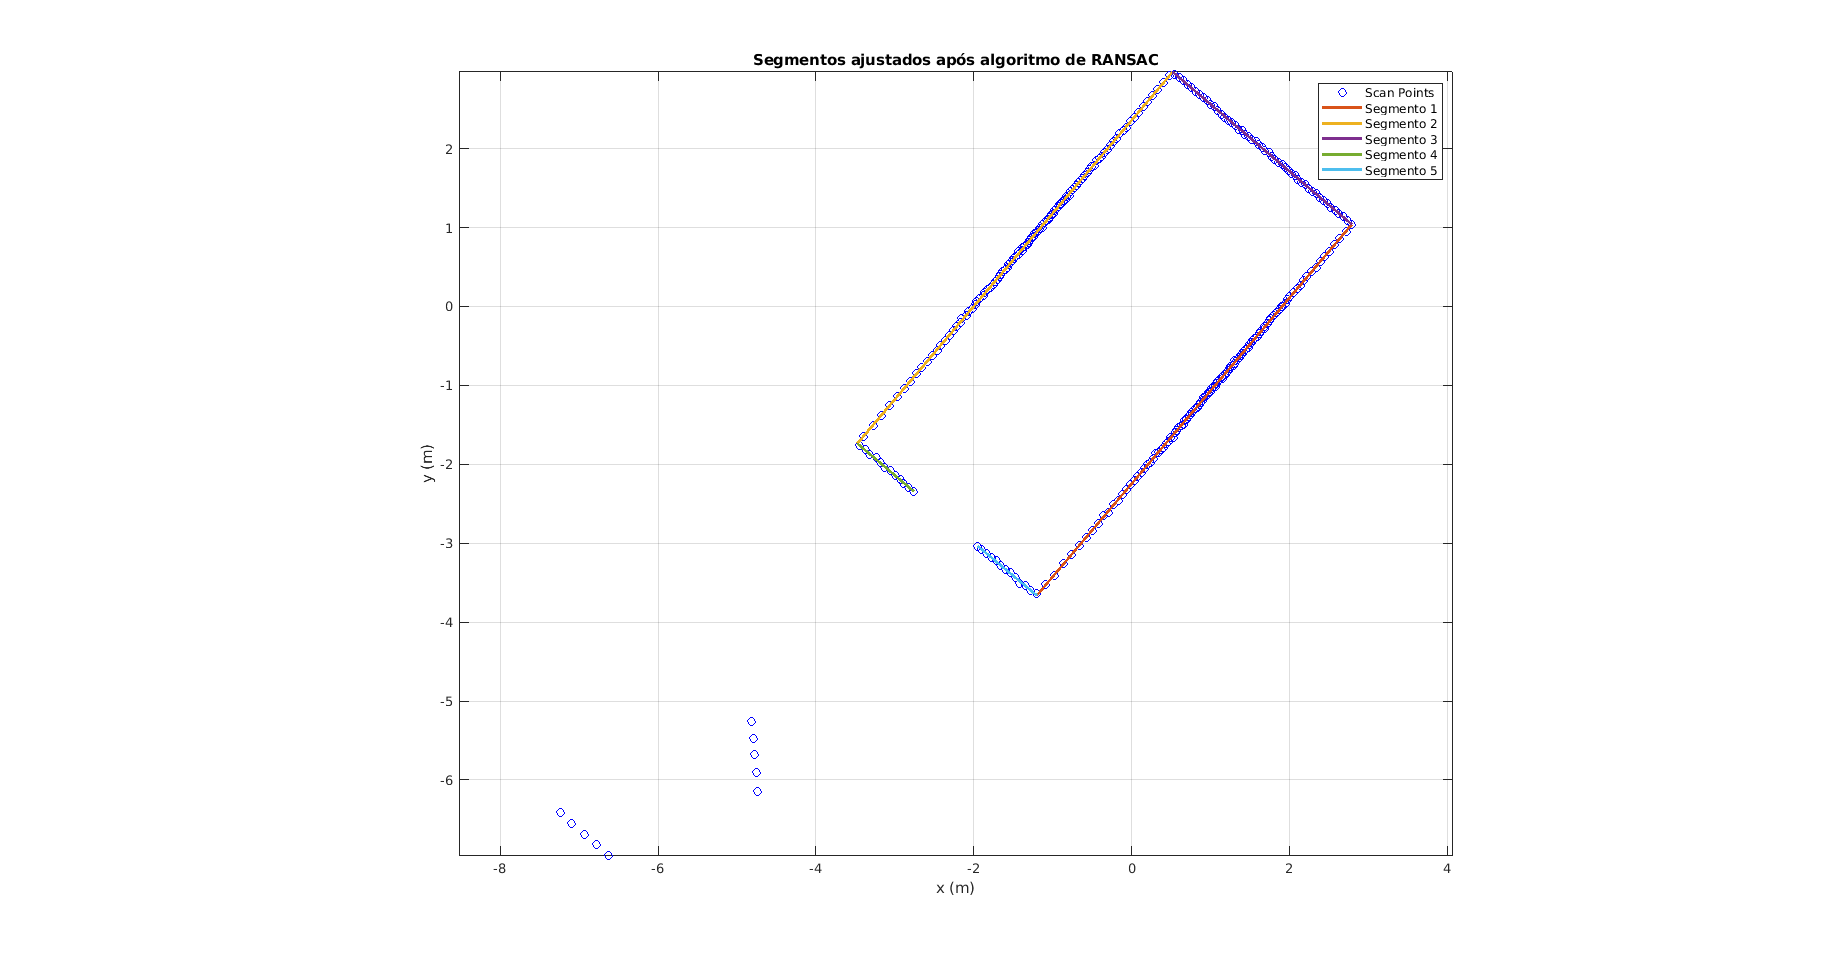 Segmentos ajustados após algoritmo de RANSAC
Scan Points
Segmento 1
Segmento 2
Segmento 3
Segmento 4
Segmento 5
2
1
0
-1
-2
-3
-4
-5
-6
y (m)
-8 -6 -4 -2 0 2 4
x (m)